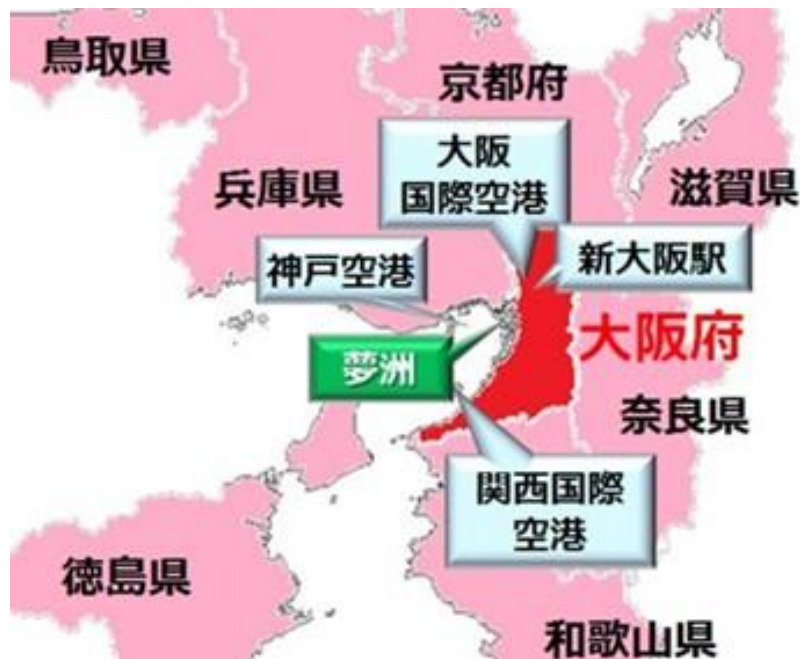 鳥取県
京都府
大阪
国際空港
兵庫県
滋賀県
新大阪駅
神戸空港
大阪府
夢洲
奈良県
関西国際
空港
徳島県
和歌山県